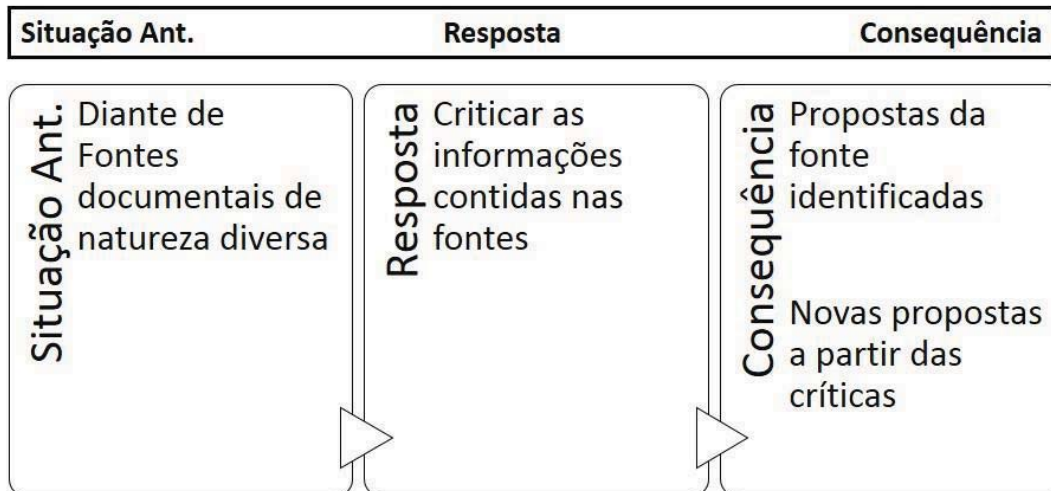 Situação Ant. Resposta Consequência
Situação Ant.
Diante de
Fontes
documentais de
natureza diversa
Resposta
Criticar as
informações
contidas nas
fontes
Consequência
Propostas da
fonte
identificadas
Novas propostas
a partir das
críticas